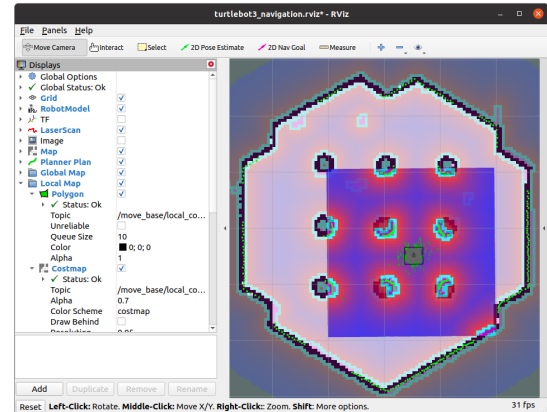 turtlebot3_navigation.rviz* - RViz
File Panels Help
Move Camera Interact Select 2D Pose Estimate 2D Nav Goal Measure
Displays
Global Options
Global Status: Ok
Grid
RobotModel
TF
LaserScan
Image
Map
Planner Plan
Global Map
Local Map
Polygon
Status: Ok
Topic /move_base/local_co...
Unreliable
Queue Size 10
Color 0; 0; 0
Alpha 1
Costmap
Status: Ok
Topic /move_base/local_co...
Alpha 0.7
Color Scheme costmap
Draw Behind
Add Duplicate Remove Rename
Reset Left-Click: Rotate. Middle-Click: Move X/Y. Right-Click:: Zoom. Shift: More options. 31 fps